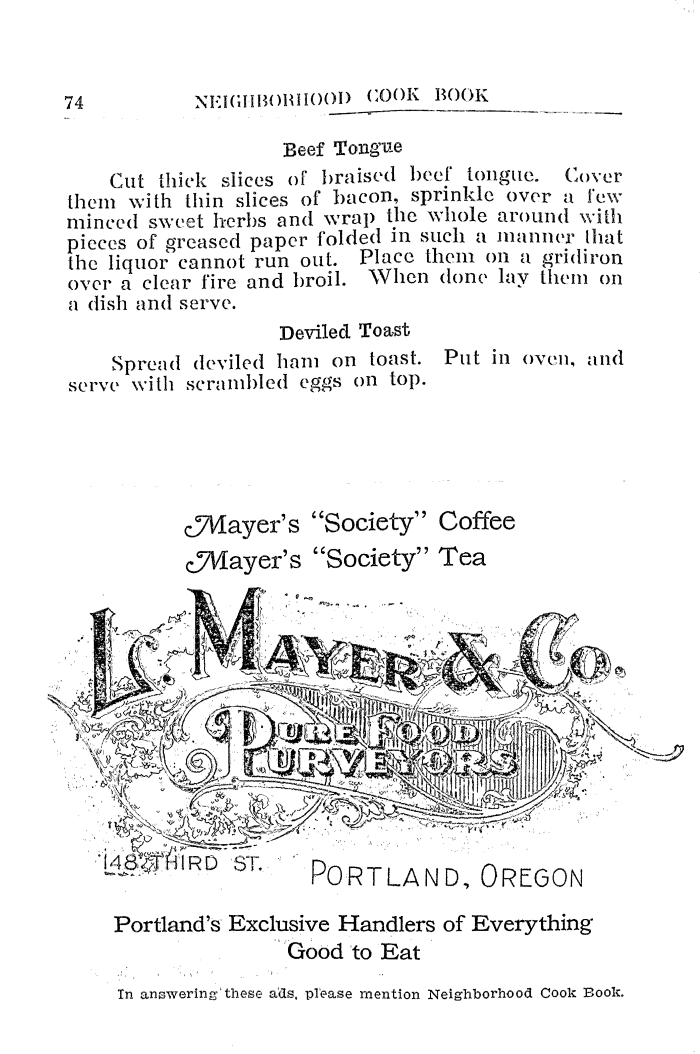 74 NEIGHBORHOOD COOK BOOK
Beef Tongue
Cut thick slices of braised beef tongue. Cover
them with thin slices of bacon, sprinkle over a few
minced sweet herbs and wrap the whole around with
pieces of greased paper folded in such a manner that
the liquor cannot run out. Place them on a gridiron
over a clear fire and broil. When done lay them on
a dish and serve.
Deviled Toast
Spread deviled ham on toast. Put in oven, and
serve with scrambled eggs on top.
Mayer's "Society" Coffee
Mayer's "Society" Tea
L. MAYER & CO.
PURE FOOD
PURVEYORS
148 THIRD ST. PORTLAND, OREGON
Portland's Exclusive Handlers of Everything
Good to Eat
In answering these ads, please mention Neighborhood Cook Book.